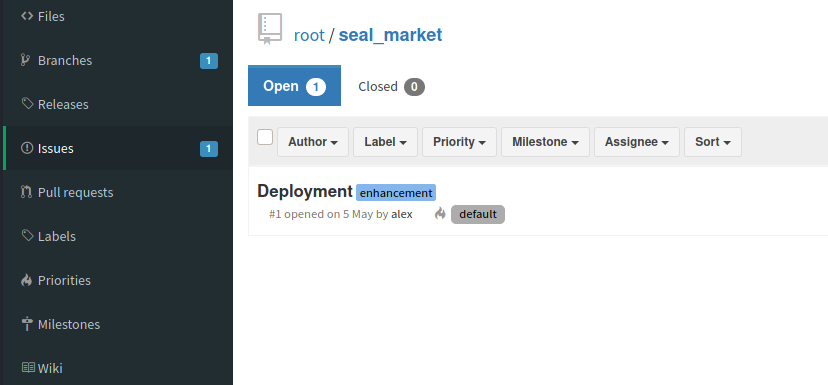 Files
Branches 1
Releases
Issues 1
Pull requests
Labels
Priorities
Milestones
Wiki
root / seal_market
Open 1 Closed 0
Author Label Priority Milestone Assignee Sort
Deployment enhancement
#1 opened on 5 May by alex default